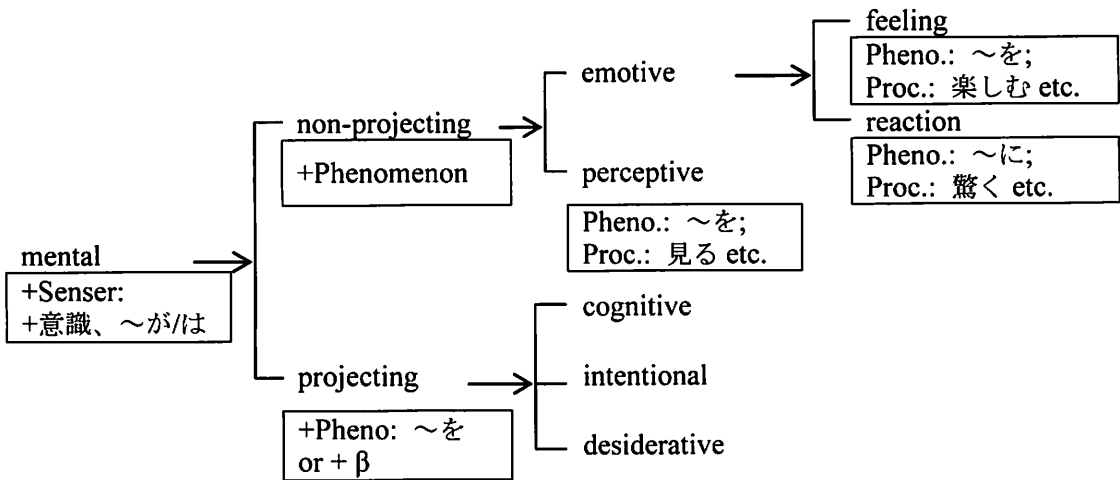 feeling
Pheno.: ～を;
Proc.: 楽しむ etc.
emotive
reaction
non-projecting
Pheno.: ～に;
Proc.: 驚く etc.
+Phenomenon
perceptive
Pheno.: ～を;
Proc.: 見る etc.
mental
+Senser:
+意識、～が/は
cognitive
projecting
intentional
+Pheno: ～を
or + β
desiderative